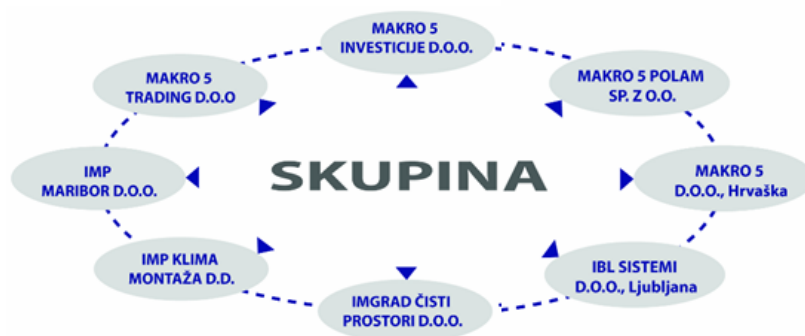 MAKRO 5
INVESTICIJE D.O.O.
MAKRO 5
TRADING D.O.O
MAKRO 5 POLAM
SP. Z O.O.
IMP
MARIBOR D.O.O.
SKUPINA
MAKRO 5
D.O.O., Hrvaška
IMP KLIMA
MONTAŽA D.D.
IBL SISTEMI
D.O.O., Ljubljana
IMGRAD ČISTI
PROSTORI D.O.O.